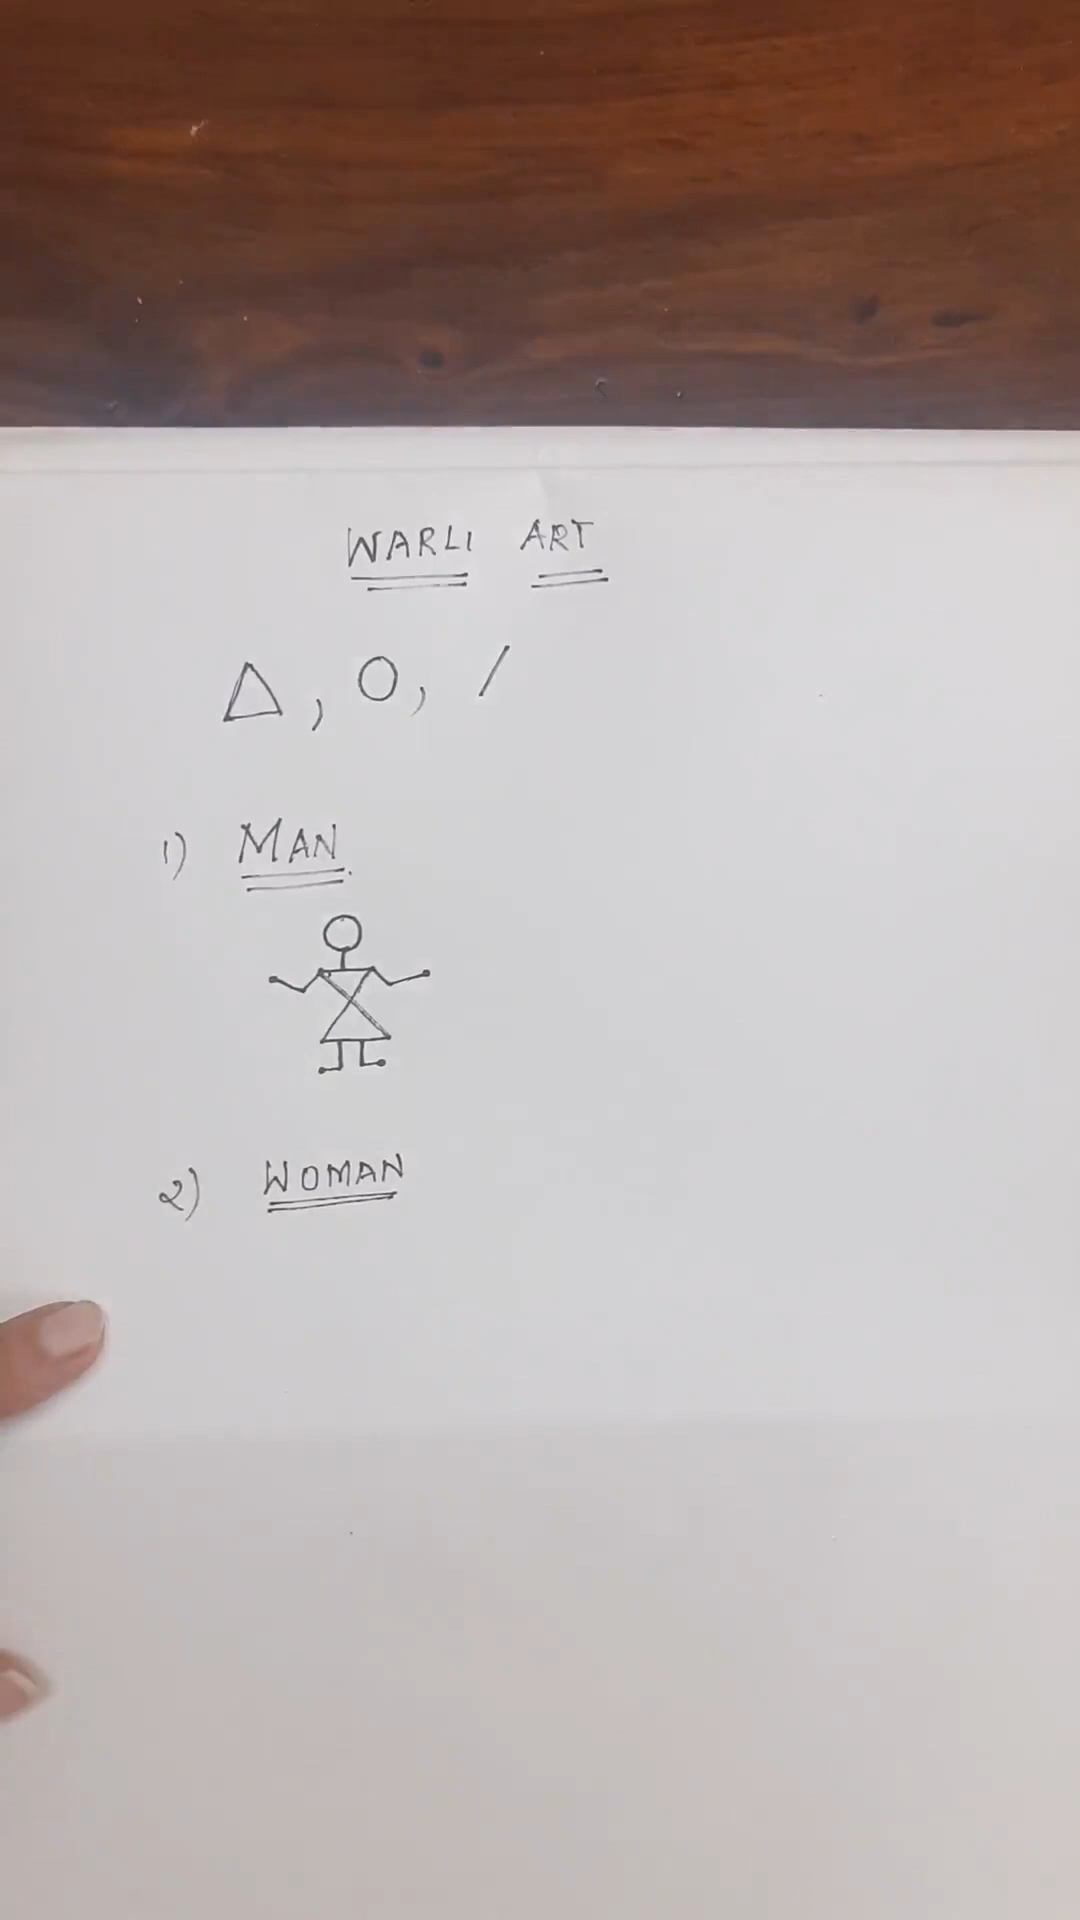 WARLI ART
Δ, O, /
1) MAN.
2) WOMAN